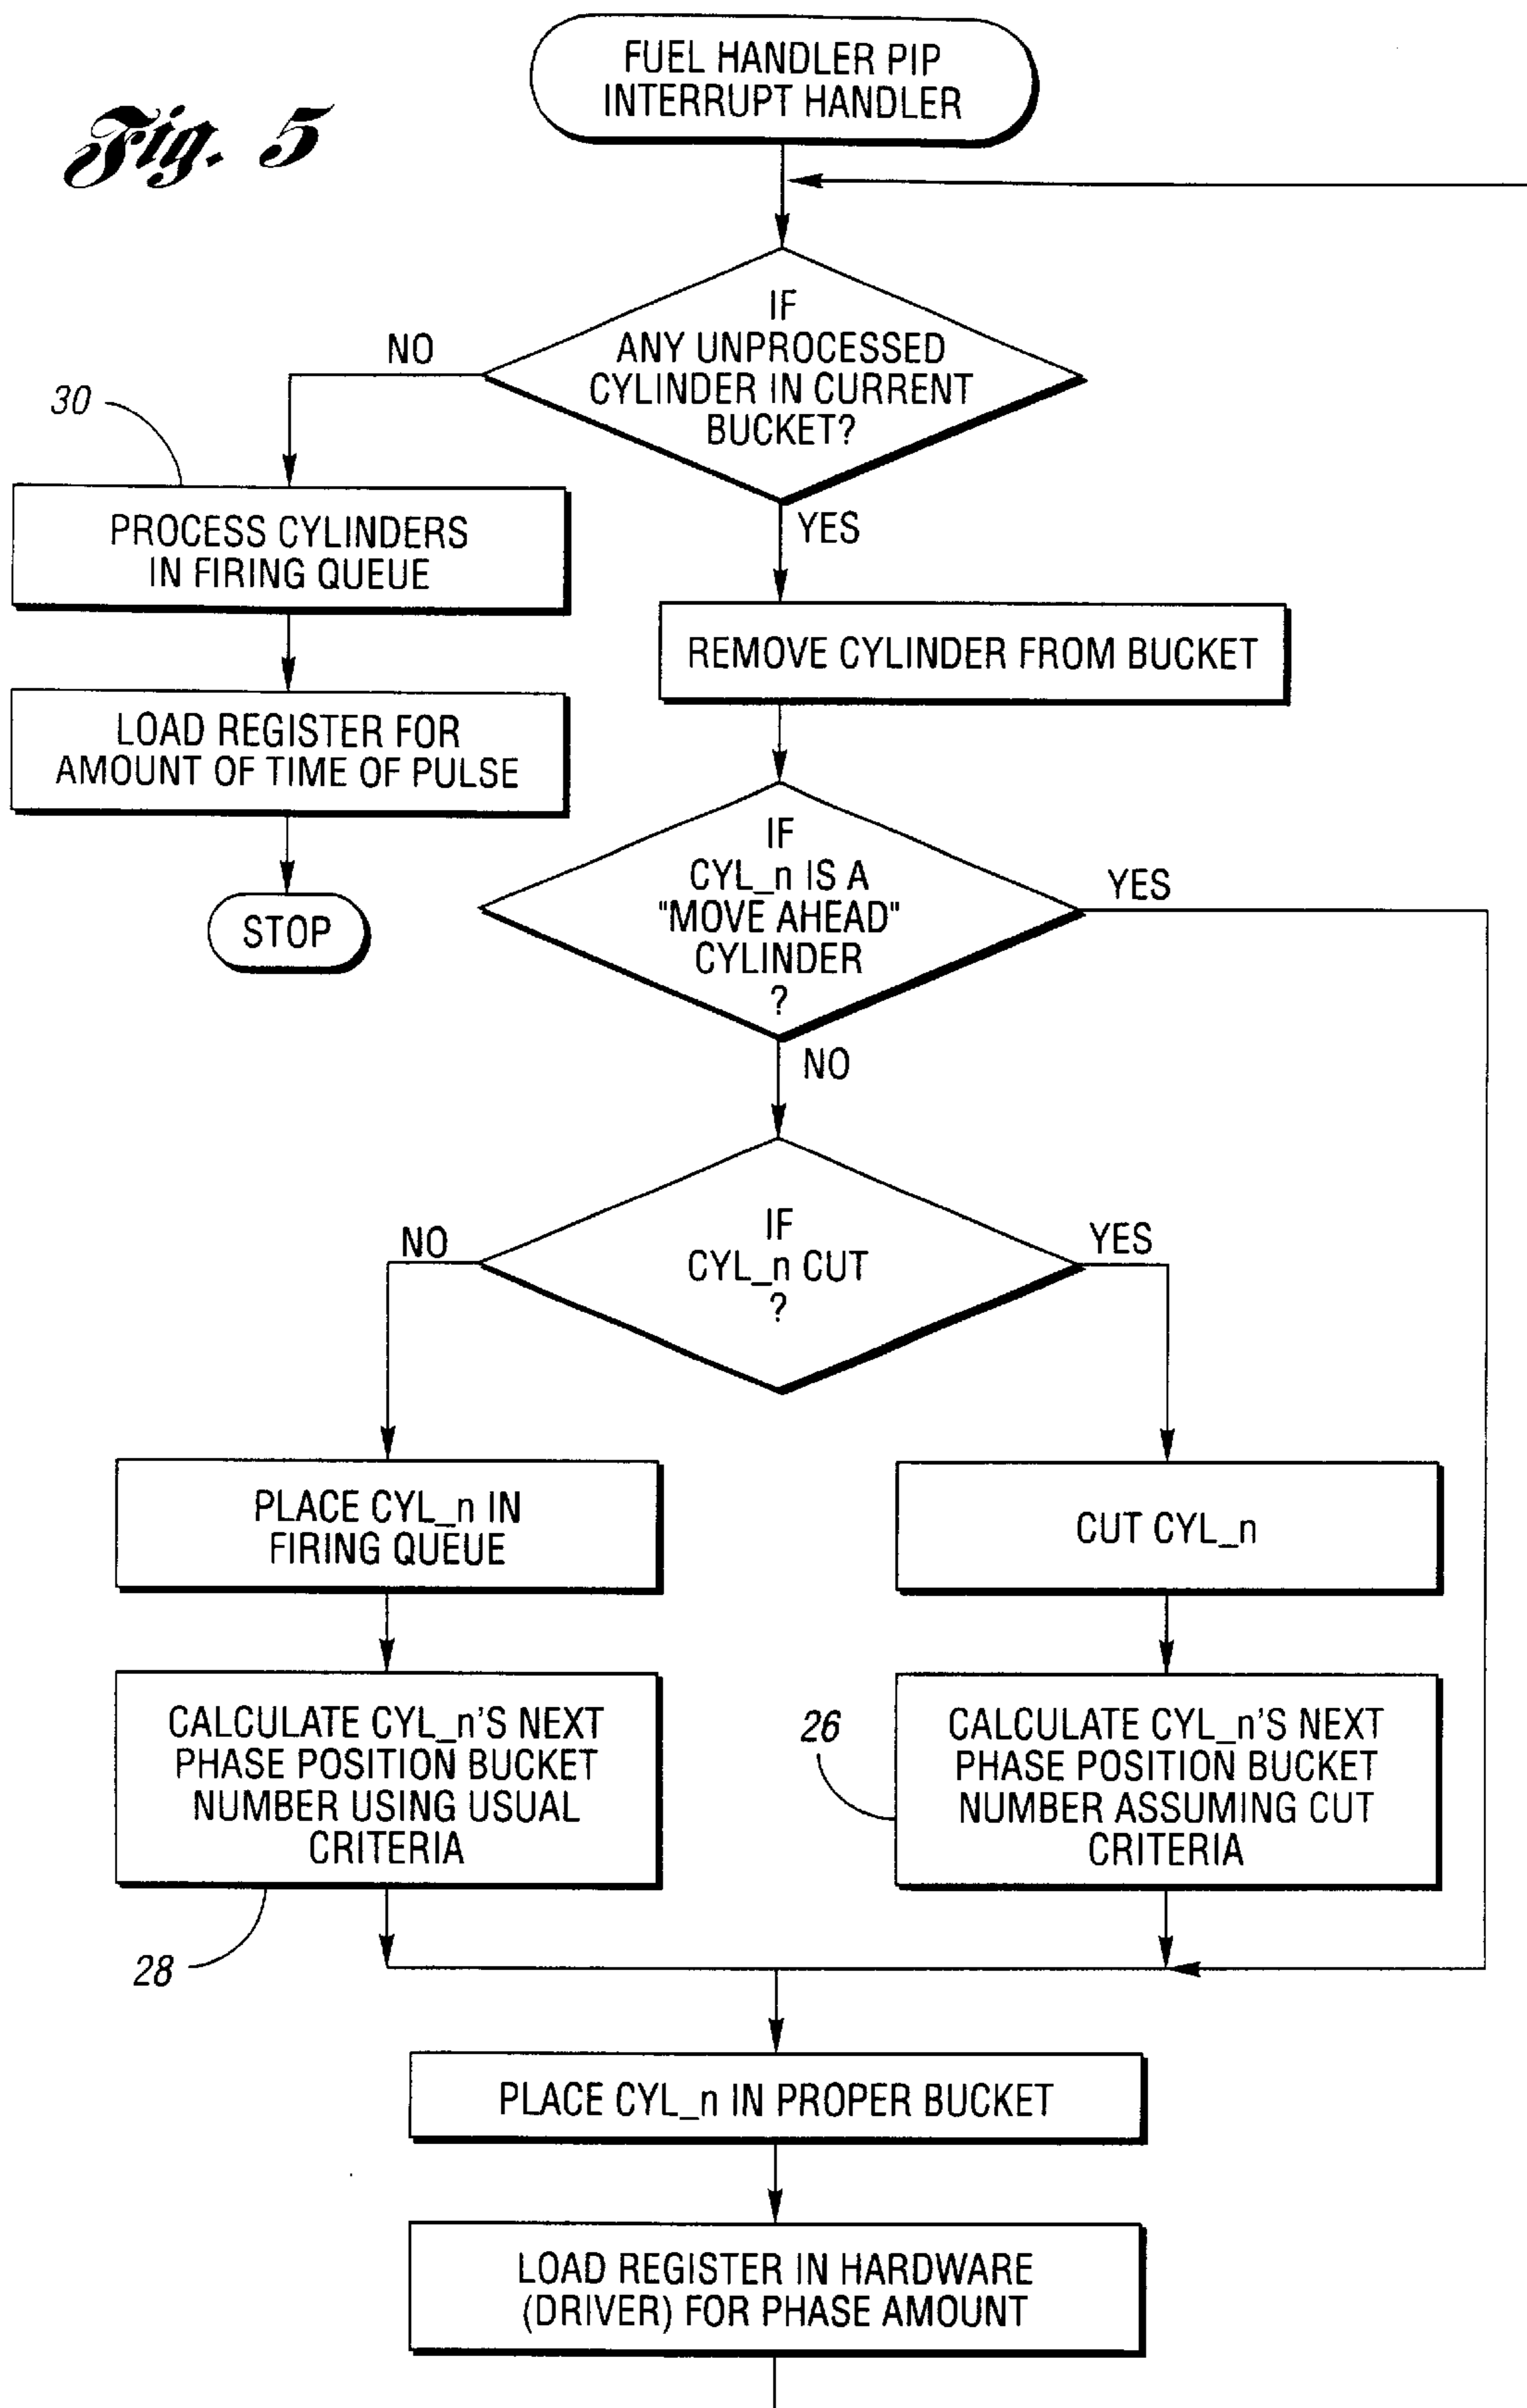 Fig. 5
FUEL HANDLER PIP
INTERRUPT HANDLER
IF
ANY UNPROCESSED
CYLINDER IN CURRENT
BUCKET?
NO
YES
30
PROCESS CYLINDERS
IN FIRING QUEUE
LOAD REGISTER FOR
AMOUNT OF TIME OF PULSE
STOP
REMOVE CYLINDER FROM BUCKET
IF
CYL_n IS A
"MOVE AHEAD"
CYLINDER
?
YES
NO
IF
CYL_n CUT
?
NO
YES
PLACE CYL_n IN
FIRING QUEUE
CUT CYL_n
CALCULATE CYL_n'S NEXT
PHASE POSITION BUCKET
NUMBER USING USUAL
CRITERIA
28
26
CALCULATE CYL_n'S NEXT
PHASE POSITION BUCKET
NUMBER ASSUMING CUT
CRITERIA
PLACE CYL_n IN PROPER BUCKET
LOAD REGISTER IN HARDWARE
(DRIVER) FOR PHASE AMOUNT